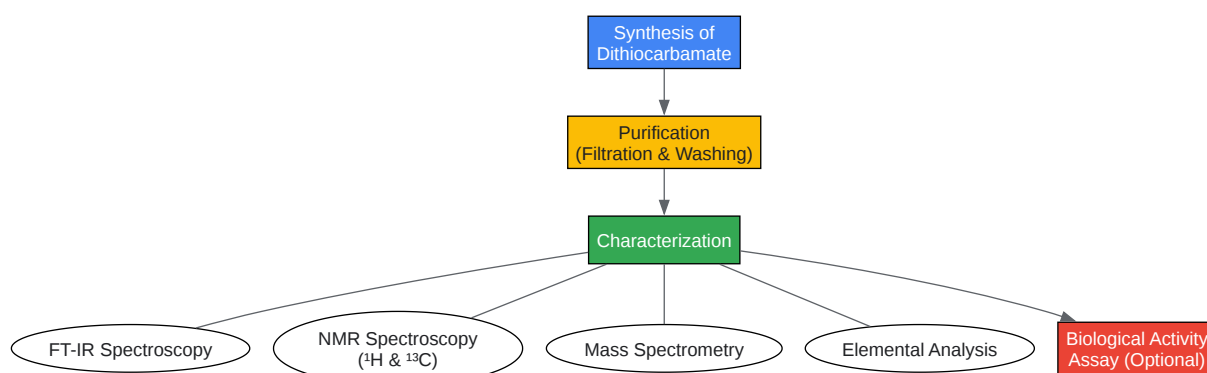 Synthesis of
Dithiocarbamate
Purification
(Filtration & Washing)
Characterization
FT-IR Spectroscopy
NMR Spectroscopy
(¹H & ¹³C)
Mass Spectrometry
Elemental Analysis
Biological Activity
Assay (Optional)